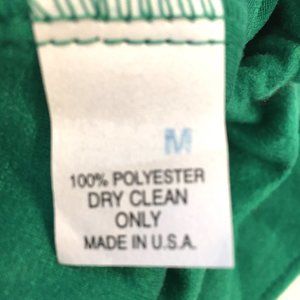 M
100% POLYESTER
DRY CLEAN
ONLY
MADE IN U.S.A.